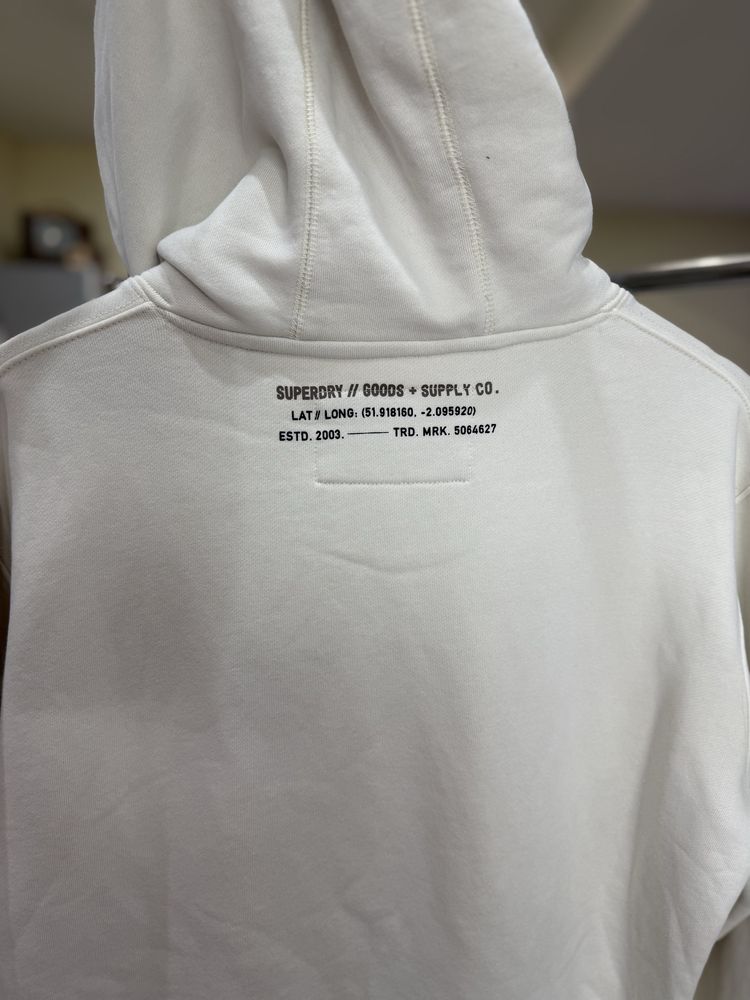 SUPERDRY // GOODS + SUPPLY CO.
LAT // LONG: (51.918160, -2.095920)
ESTD. 2003. ——— TRD. MRK. 5064627